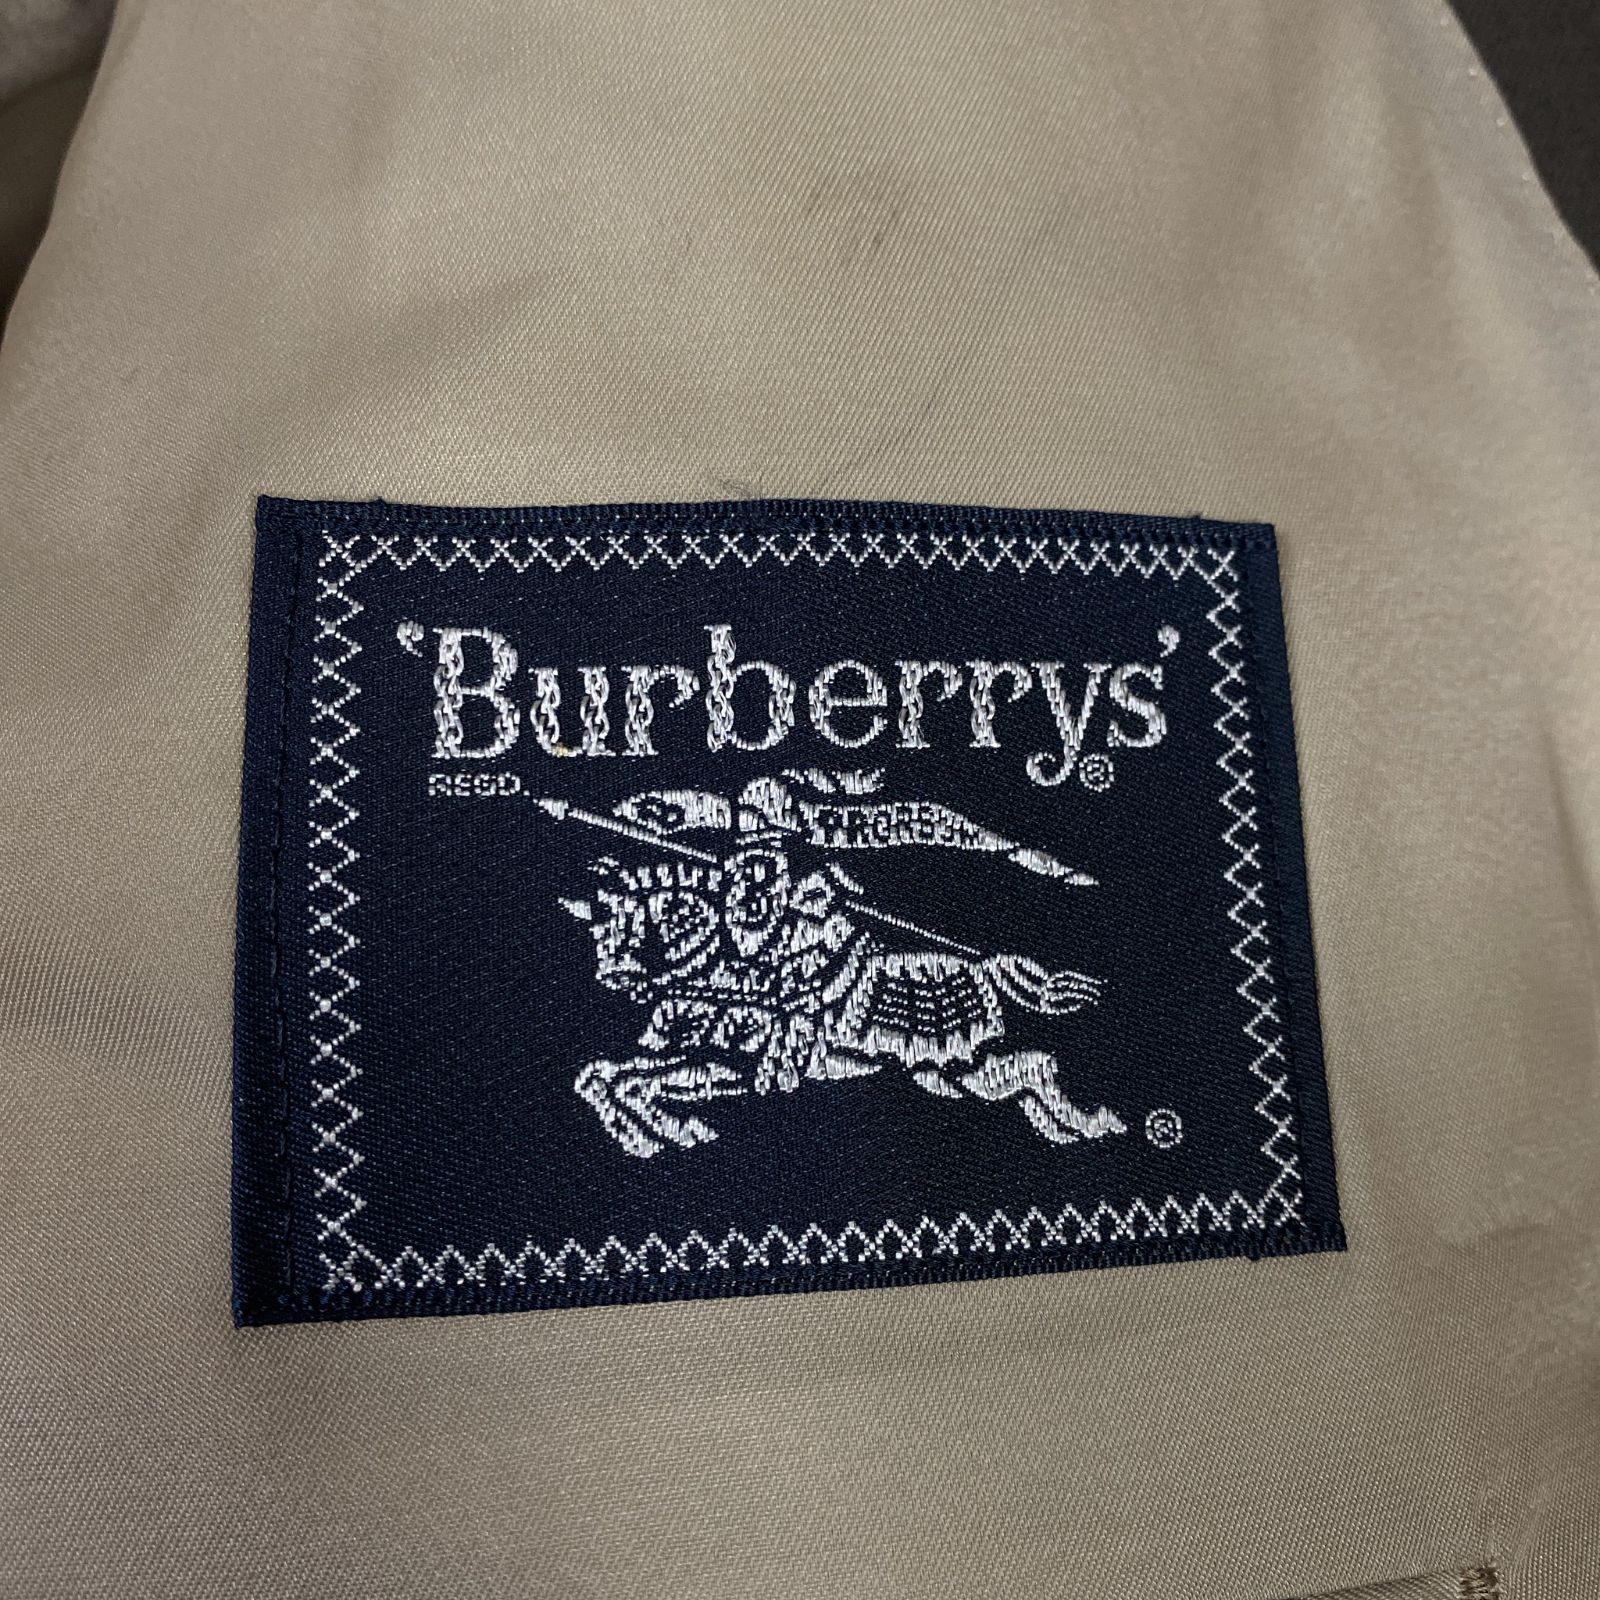 ‘Burberrys’®
REGD.
PRORSUM
®